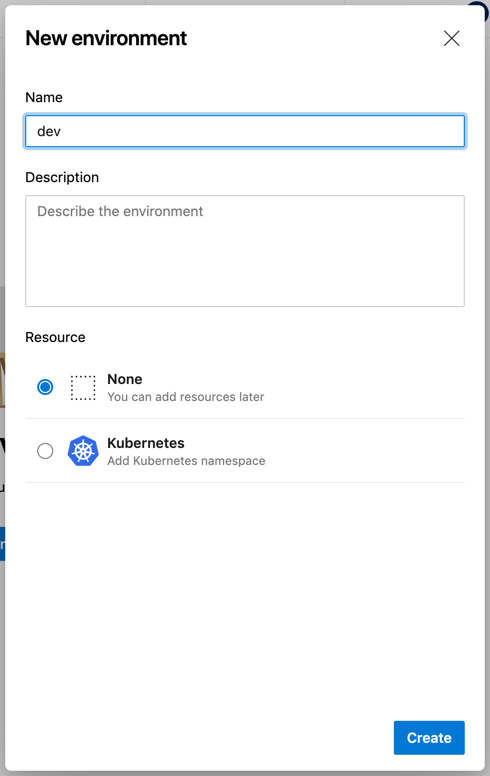 New environment
Name
dev
Description
Describe the environment
Resource
None
You can add resources later
Kubernetes
Add Kubernetes namespace
Create